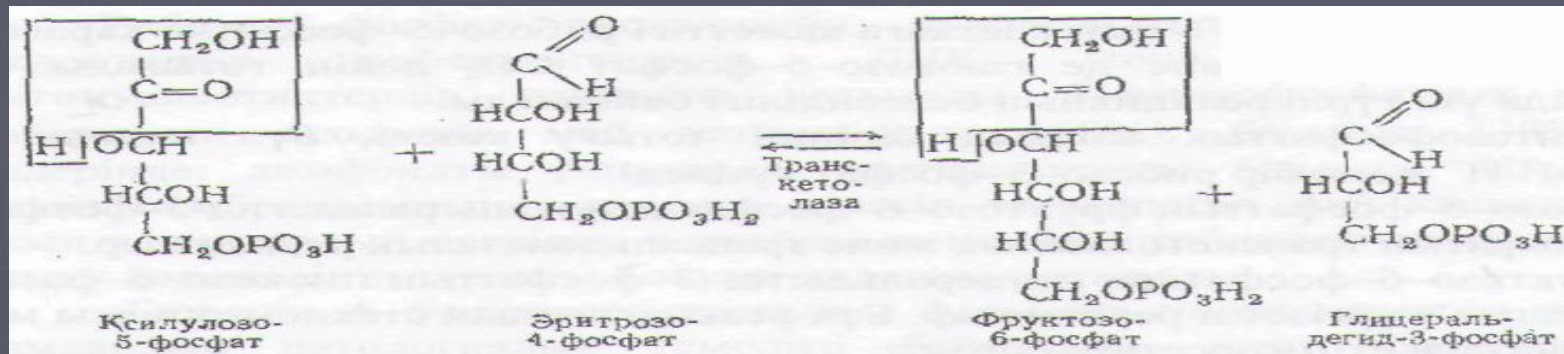 CH₂OH
C=O
H OCH
HCOH
CH₂OPO₃H
Ксилулозо-
5-фосфат
+
O
C
H
HCOH
HCOH
CH₂OPO₃H₂
Эритрозо-
4-фосфат
Транс-
кето-
лаза
CH₂OH
C=O
H OCH
HCOH
HCOH
CH₂OPO₃H₂
Фруктозо-
6-фосфат
+
O
C
H
HCOH
CH₂OPO₃H
Глицераль-
дегид-3-фосфат